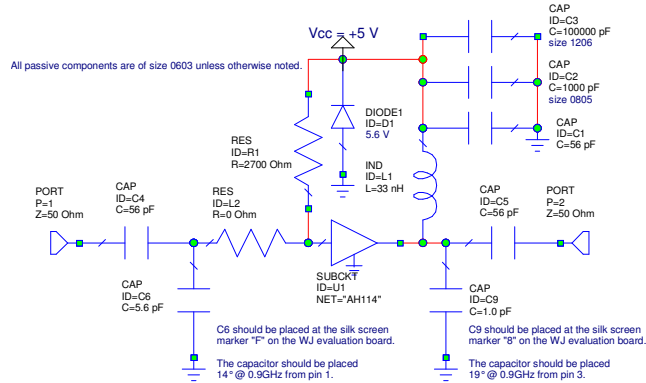 Vcc = +5 V
All passive components are of size 0603 unless otherwise noted.
CAP
ID=C3
C=100000 pF
size 1206
CAP
ID=C2
C=1000 pF
size 0805
CAP
ID=C1
C=56 pF
DIODE1
ID=D1
5.6 V
RES
ID=R1
R=2700 Ohm
IND
ID=L1
L=33 nH
PORT
P=1
Z=50 Ohm
CAP
ID=C4
C=56 pF
RES
ID=L2
R=0 Ohm
CAP
ID=C5
C=56 pF
PORT
P=2
Z=50 Ohm
SUBCKT
ID=U1
NET="AH114"
CAP
ID=C6
C=5.6 pF
CAP
ID=C9
C=1.0 pF
C6 should be placed at the silk screen
marker "F" on the WJ evaluation board.
The capacitor should be placed
14° @ 0.9GHz from pin 1.
C9 should be placed at the silk screen
marker "8" on the WJ evaluation board.
The capacitor should be placed
19° @ 0.9GHz from pin 3.